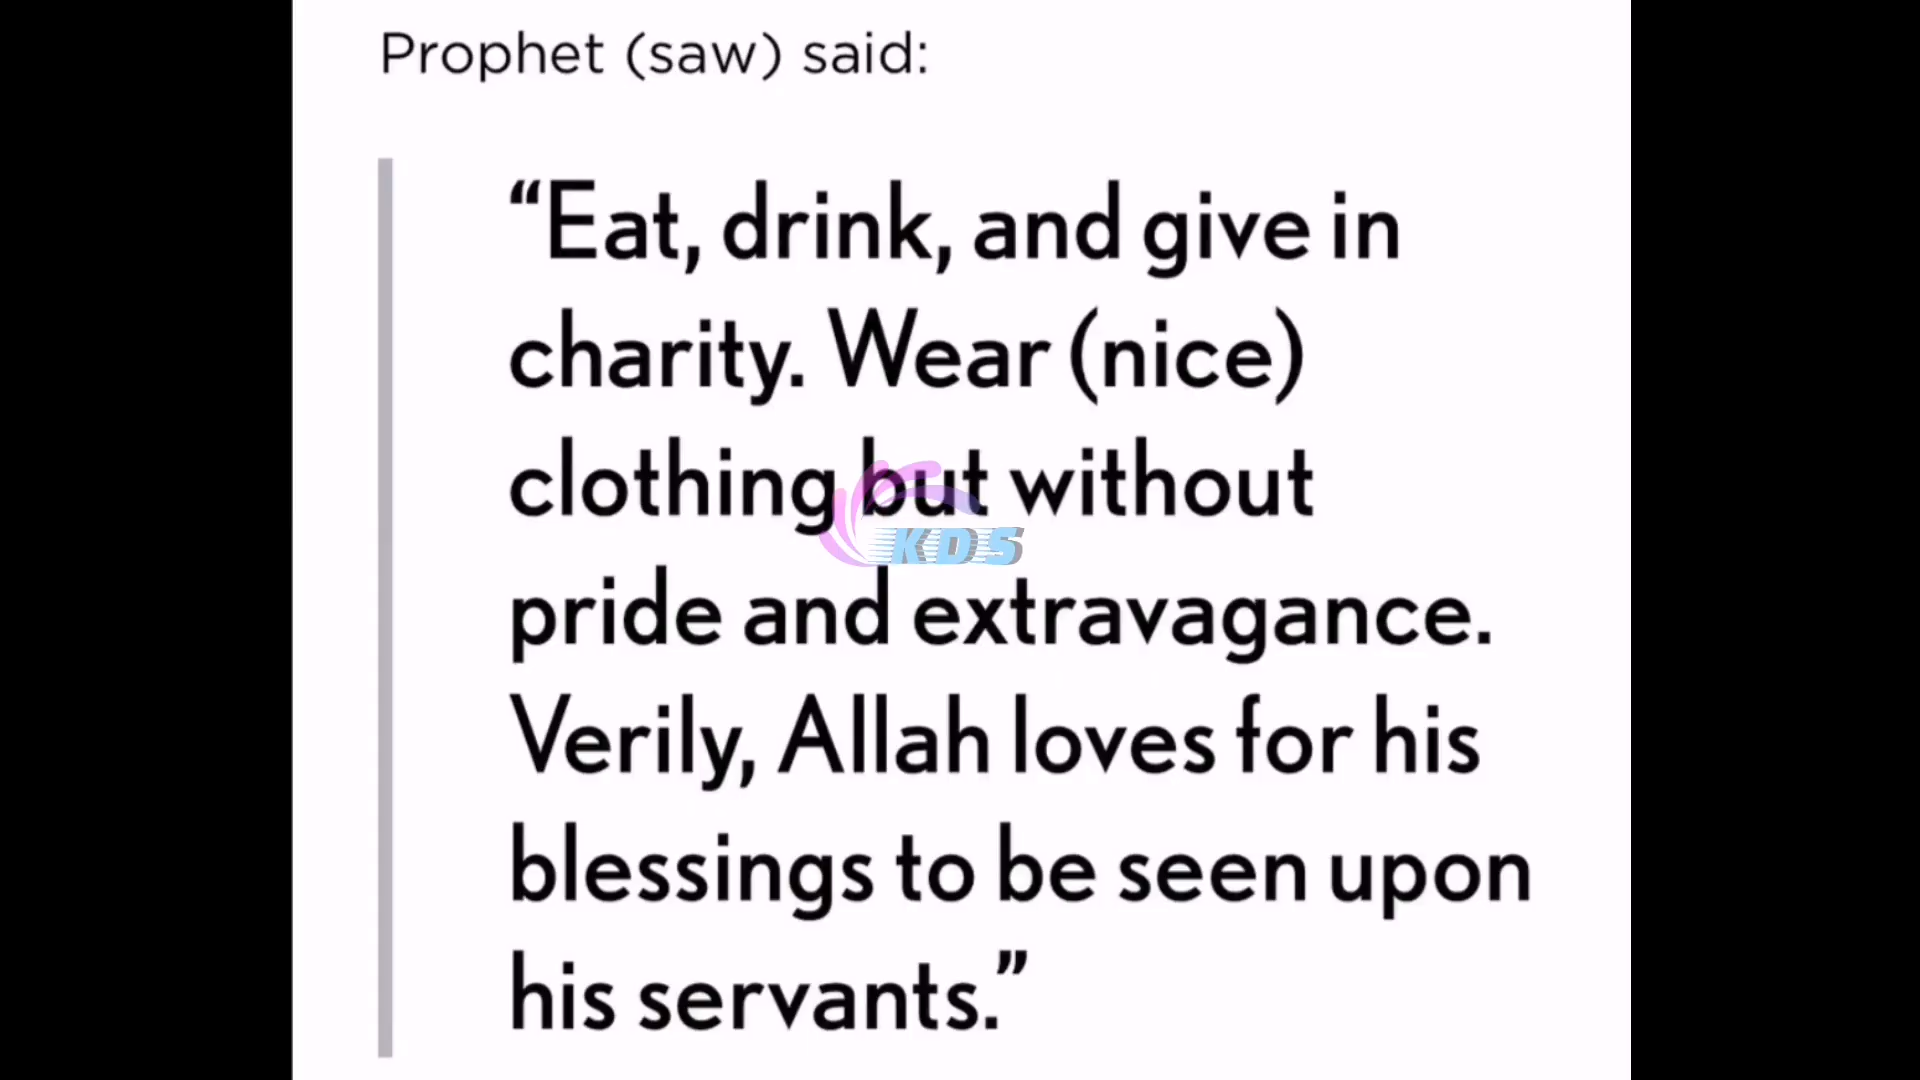 Prophet (saw) said:
“Eat, drink, and give in
charity. Wear (nice)
clothing but without
KDS
pride and extravagance.
Verily, Allah loves for his
blessings to be seen upon
his servants.”